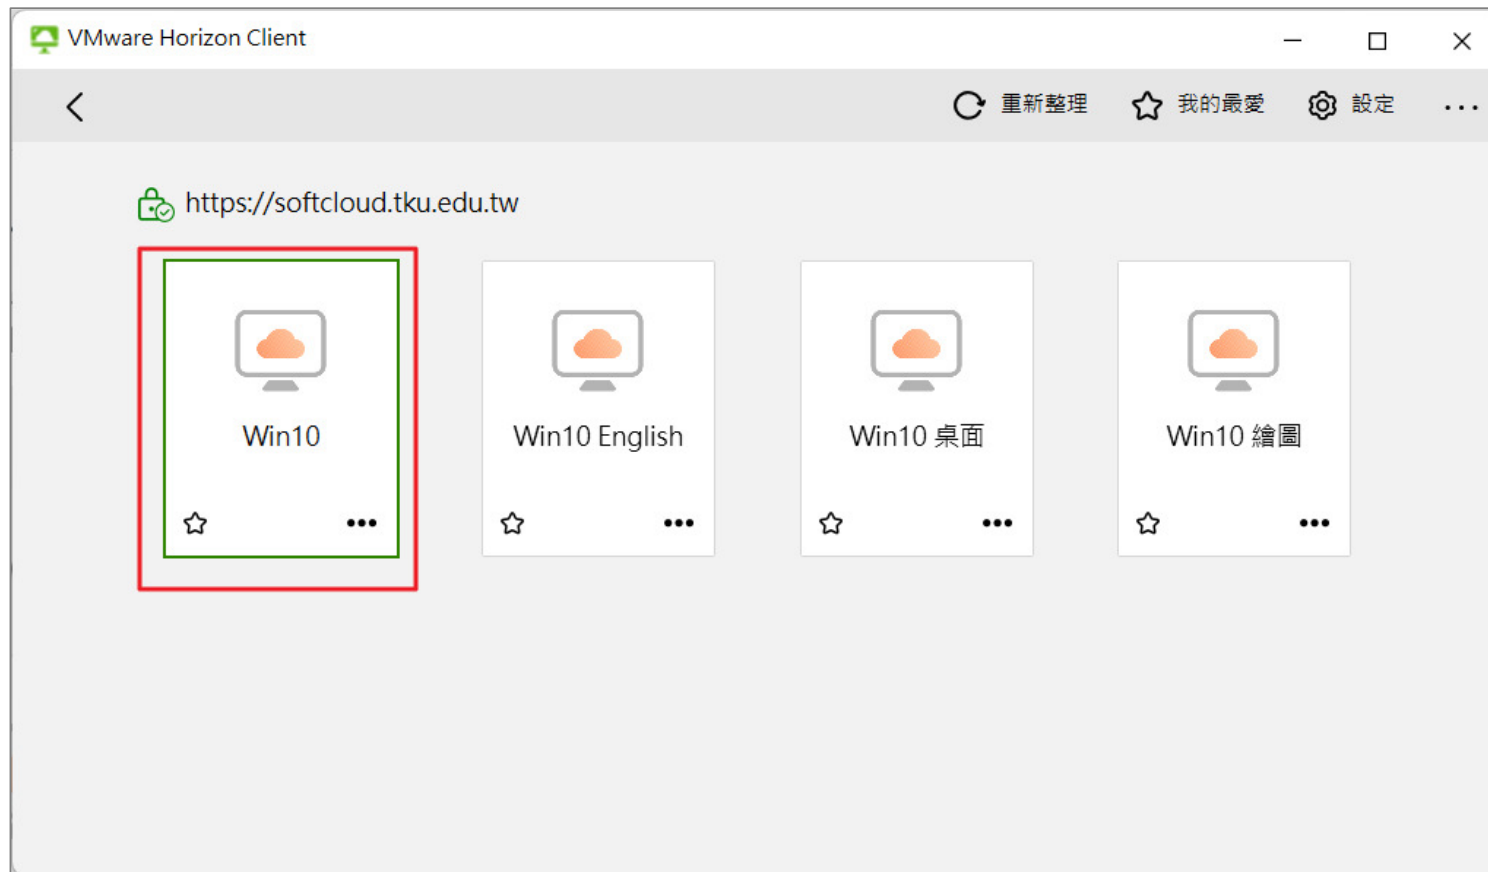 VMware Horizon Client
重新整理 我的最愛 設定 ...
https://softcloud.tku.edu.tw
Win10 Win10 English Win10 桌面 Win10 繪圖